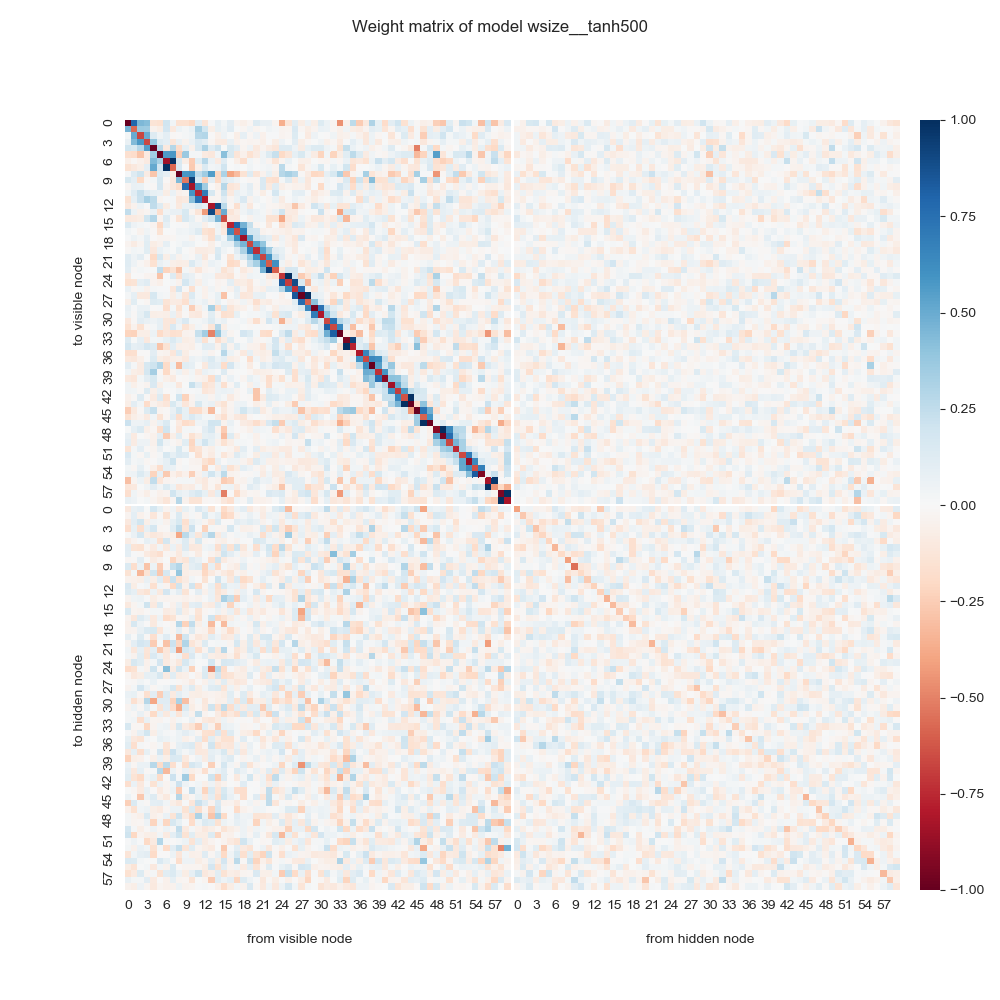 Weight matrix of model wsize__tanh500
to visible node
0 3 6 9 12 15 18 21 24 27 30 33 36 39 42 45 48 51 54 57
to hidden node
0 3 6 9 12 15 18 21 24 27 30 33 36 39 42 45 48 51 54 57
0 3 6 9 12 15 18 21 24 27 30 33 36 39 42 45 48 51 54 57
from visible node
0 3 6 9 12 15 18 21 24 27 30 33 36 39 42 45 48 51 54 57
from hidden node
1.00
0.75
0.50
0.25
0.00
−0.25
−0.50
−0.75
−1.00